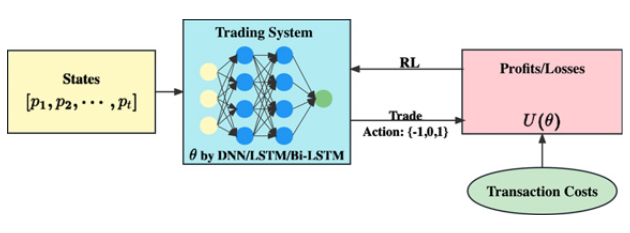 States
[p₁, p₂, ⋯ , pₜ]
Trading System
θ by DNN/LSTM/Bi-LSTM
RL
Trade
Action: {-1,0,1}
Profits/Losses
U(θ)
Transaction Costs